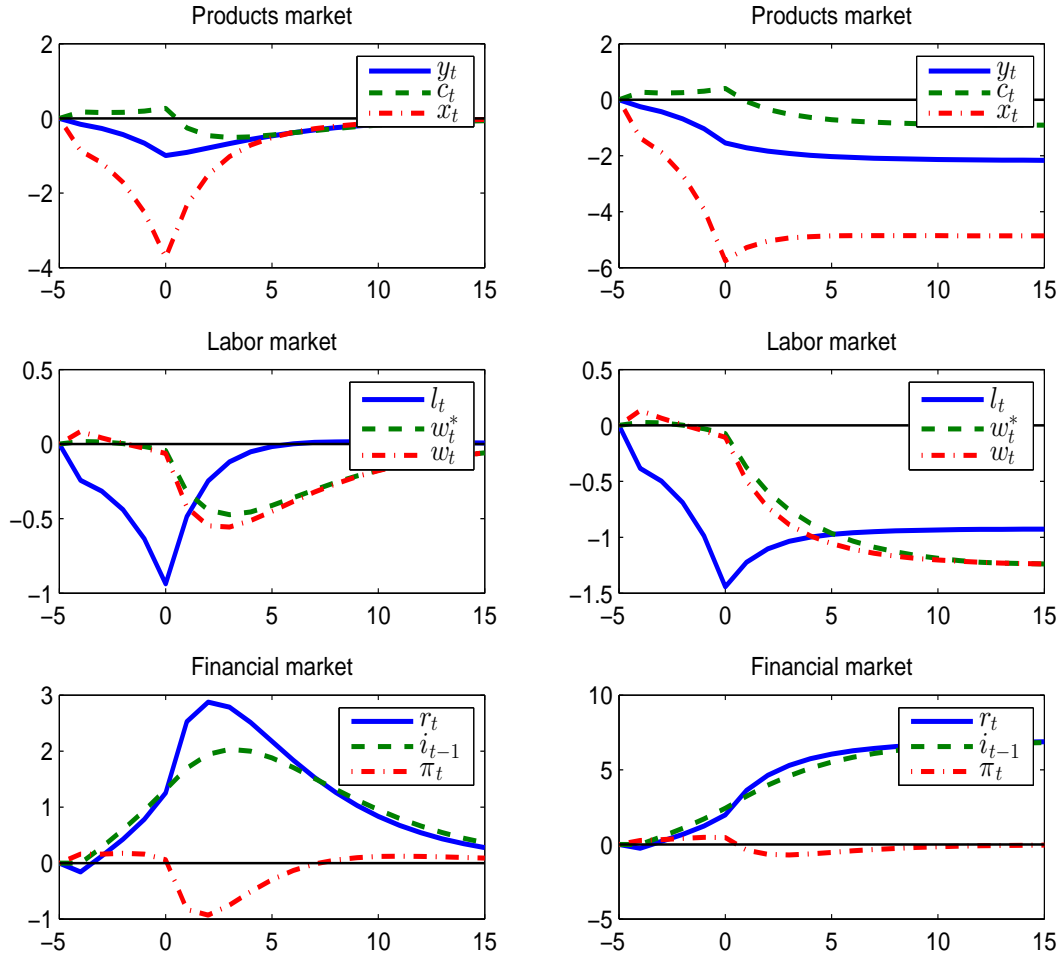 Products market
2
0
−2
−4
−5
0
5
10
15
y_t
c_t
x_t
Products market
2
0
−2
−4
−6
−5
0
5
10
15
y_t
c_t
x_t
Labor market
0.5
0
−0.5
−1
−5
0
5
10
15
l_t
w_t^*
w_t
Labor market
0.5
0
−0.5
−1
−1.5
−5
0
5
10
15
l_t
w_t^*
w_t
Financial market
3
2
1
0
−1
−5
0
5
10
15
r_t
i_{t−1}
π_t
Financial market
10
5
0
−5
−5
0
5
10
15
r_t
i_{t−1}
π_t